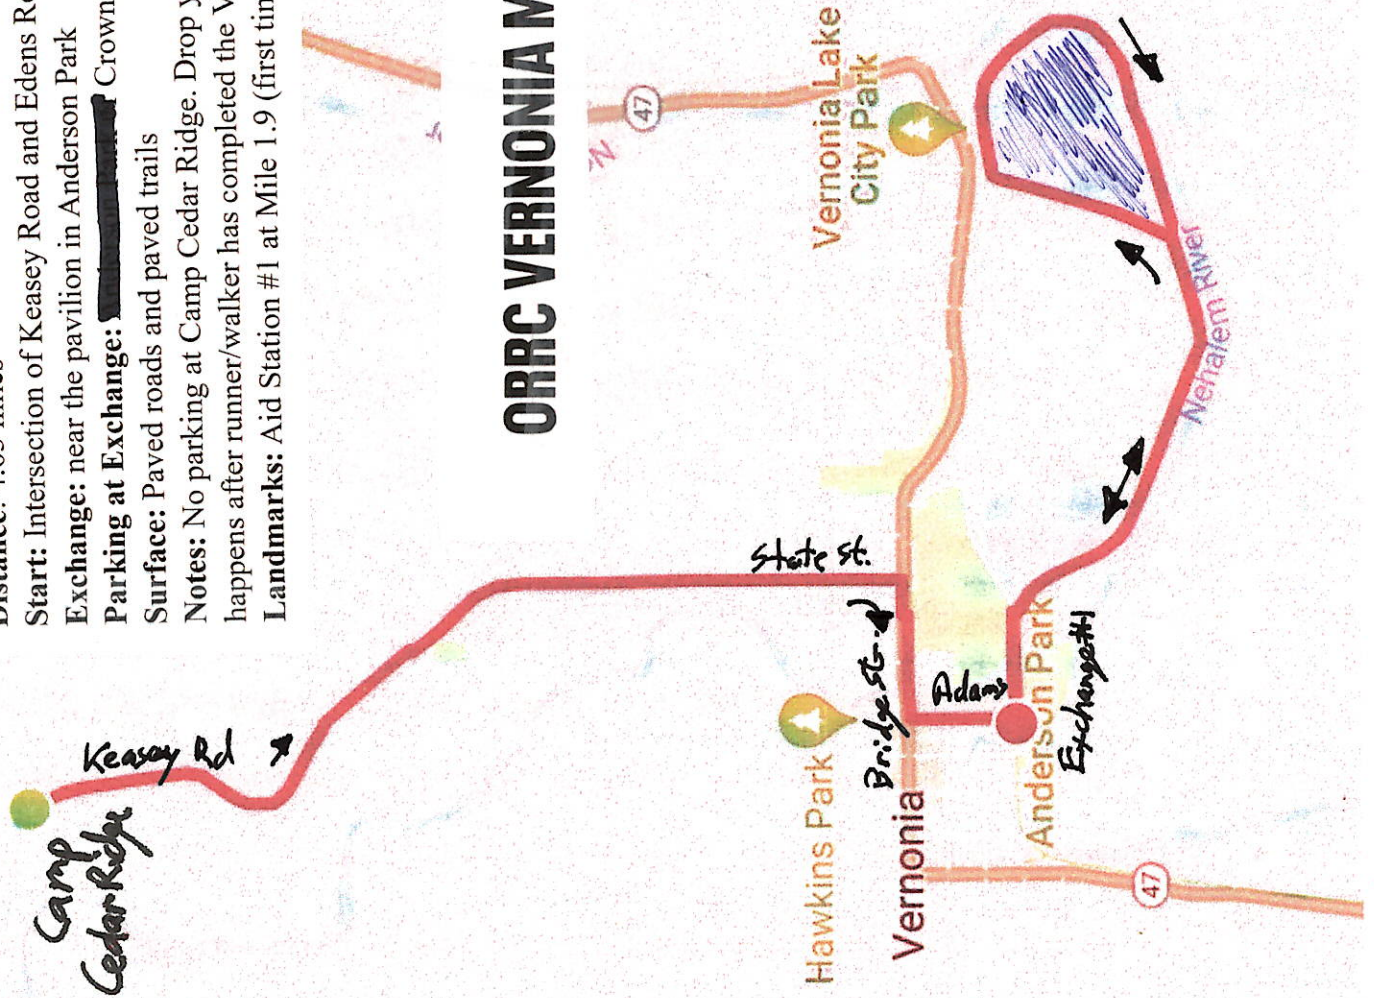 Start: Intersection of Keasey Road and Edens
Exchange: near the pavilion in Anderson Park
Parking at Exchange: Crown
Surface: Paved roads and paved trails
Notes: No parking at Camp Cedar Ridge. Drop
happens after runner/walker has completed the
Landmarks: Aid Station #1 at Mile 1.9 (first
ORRC VERNONIA M
47
Vernonia Lake
City Park
Camp
Cedar Ridge
Keasey Rd
State St.
Bridge St.
Adams
Hawkins Park
Vernonia
Anderson Park
Exchange #1
Nehalem River
47